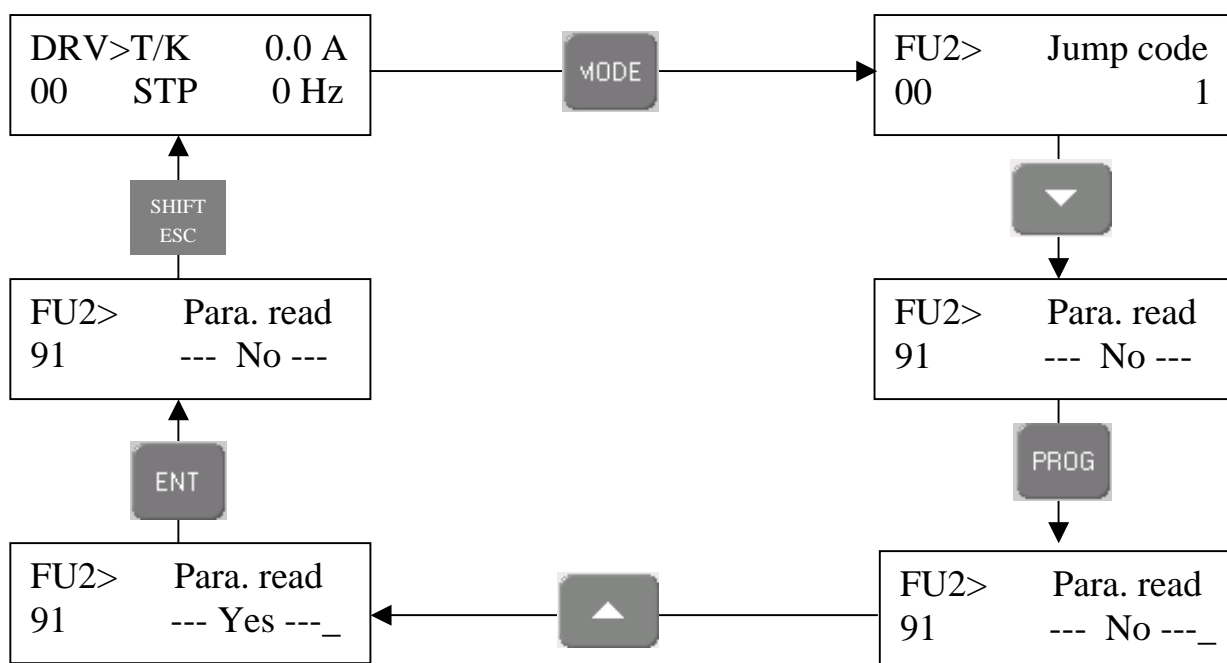 DRV>T/K 0.0 A
00 STP 0 Hz
MODE
FU2> Jump code
00 1
SHIFT
ESC
FU2> Para. read
91 --- No ---
FU2> Para. read
91 --- No ---
ENT
PROG
FU2> Para. read
91 --- Yes ---_
FU2> Para. read
91 --- No ---_